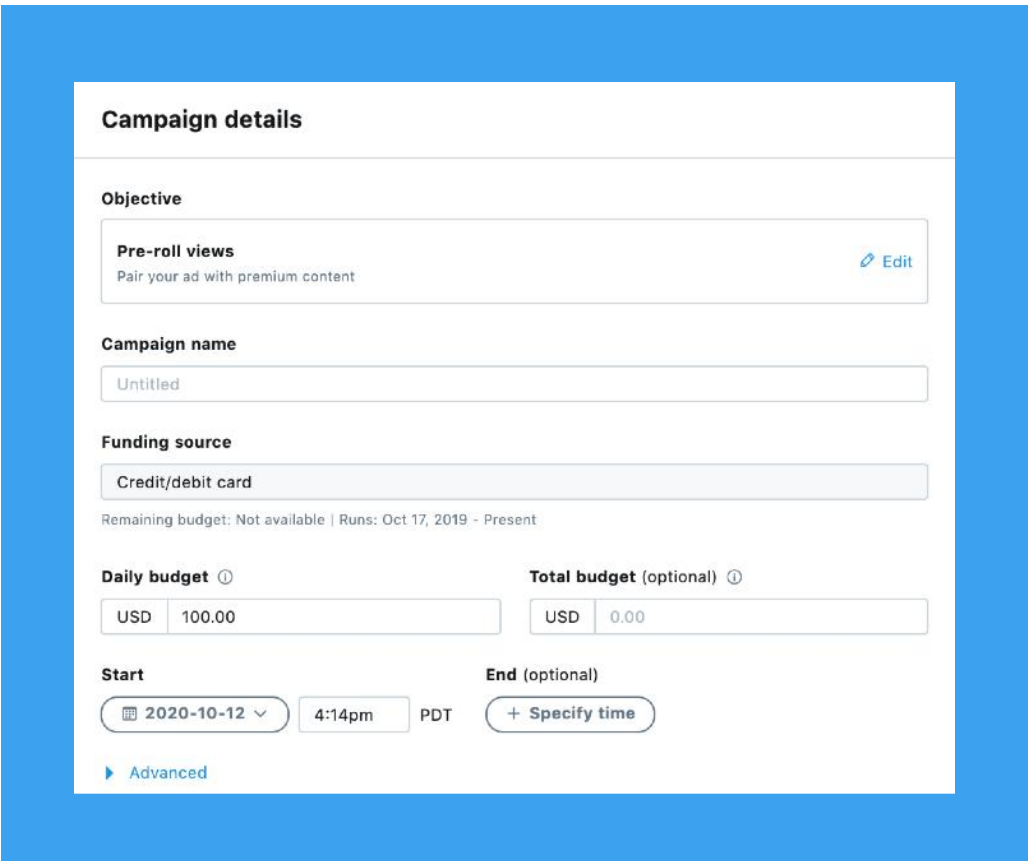 Campaign details
Objective
Pre-roll views
Pair your ad with premium content
Edit
Campaign name
Untitled
Funding source
Credit/debit card
Remaining budget: Not available | Runs: Oct 17, 2019 - Present
Daily budget Total budget (optional)
USD 100.00 USD 0.00
Start End (optional)
2020-10-12 4:14pm PDT + Specify time
Advanced